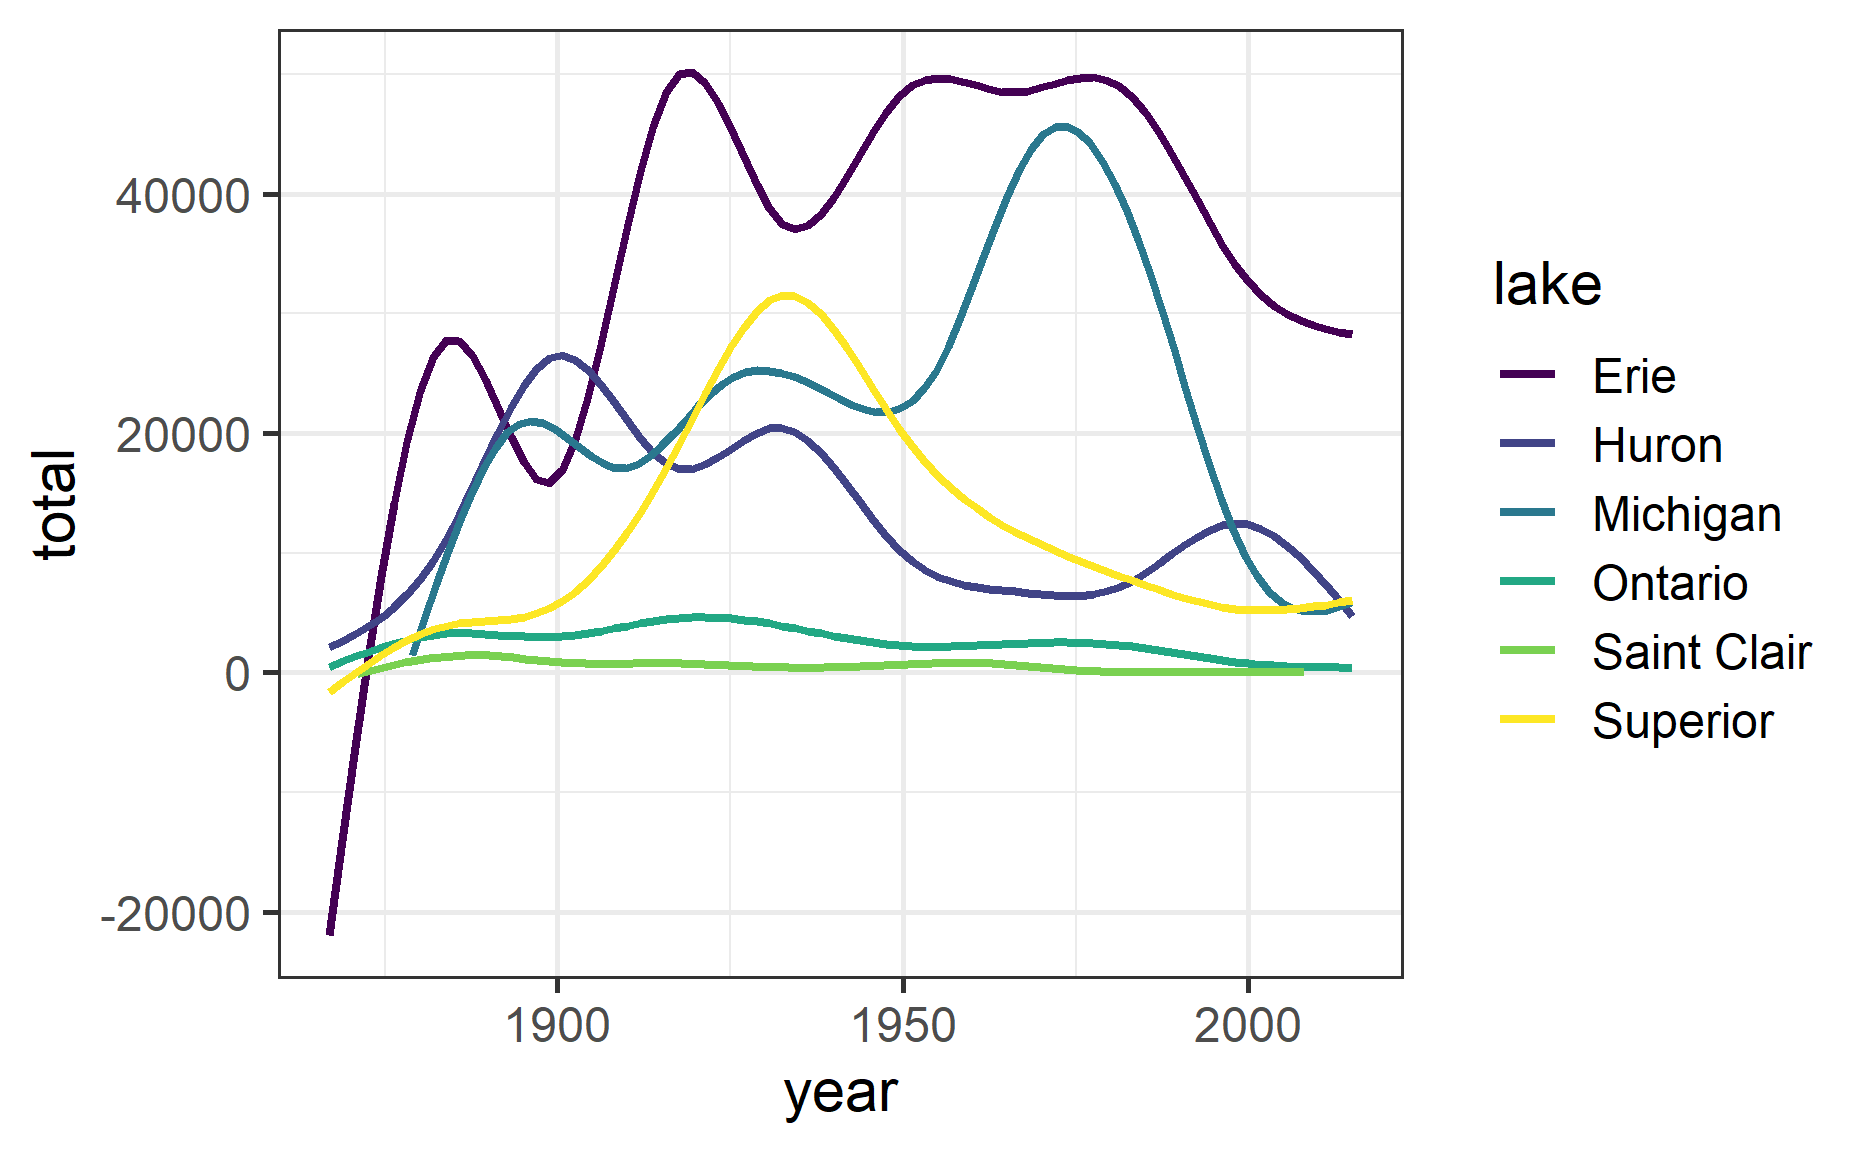 total
40000
20000
0
-20000
1900
1950
2000
year
lake
Erie
Huron
Michigan
Ontario
Saint Clair
Superior